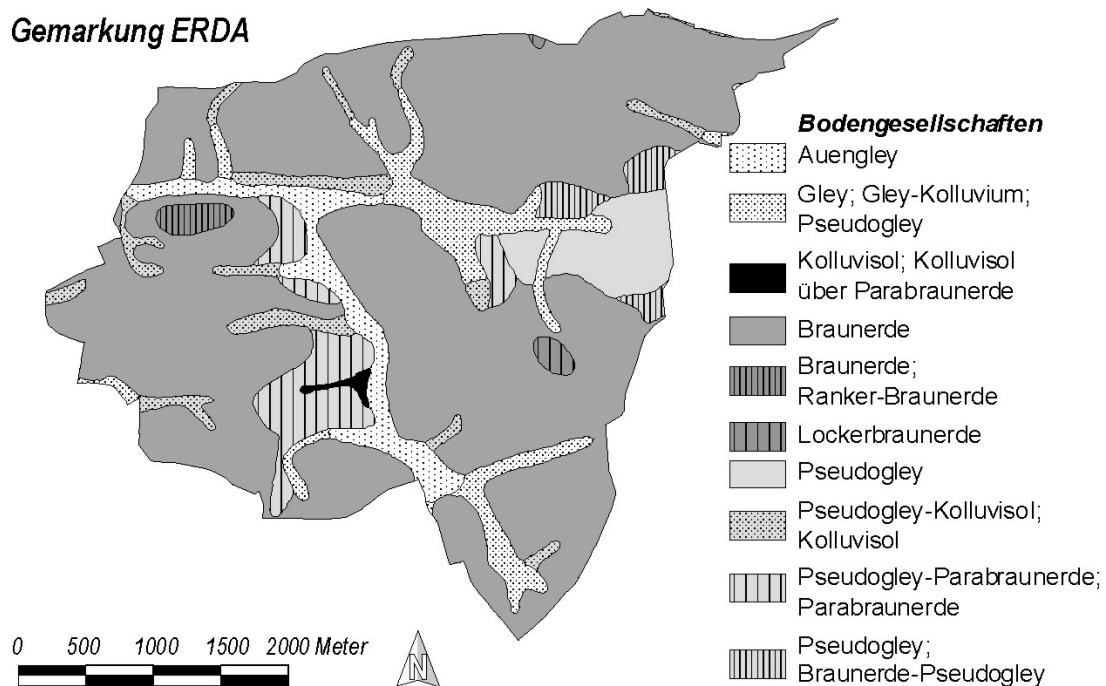 Gemarkung ERDA
Bodengesellschaften
Auengley
Gley; Gley-Kolluvium;
Pseudogley
Kolluvisol; Kolluvisol
über Parabraunerde
Braunerde
Braunerde;
Ranker-Braunerde
Lockerbraunerde
Pseudogley
Pseudogley-Kolluvisol;
Kolluvisol
Pseudogley-Parabraunerde;
Parabraunerde
Pseudogley;
Braunerde-Pseudogley
0 500 1000 1500 2000 Meter
N